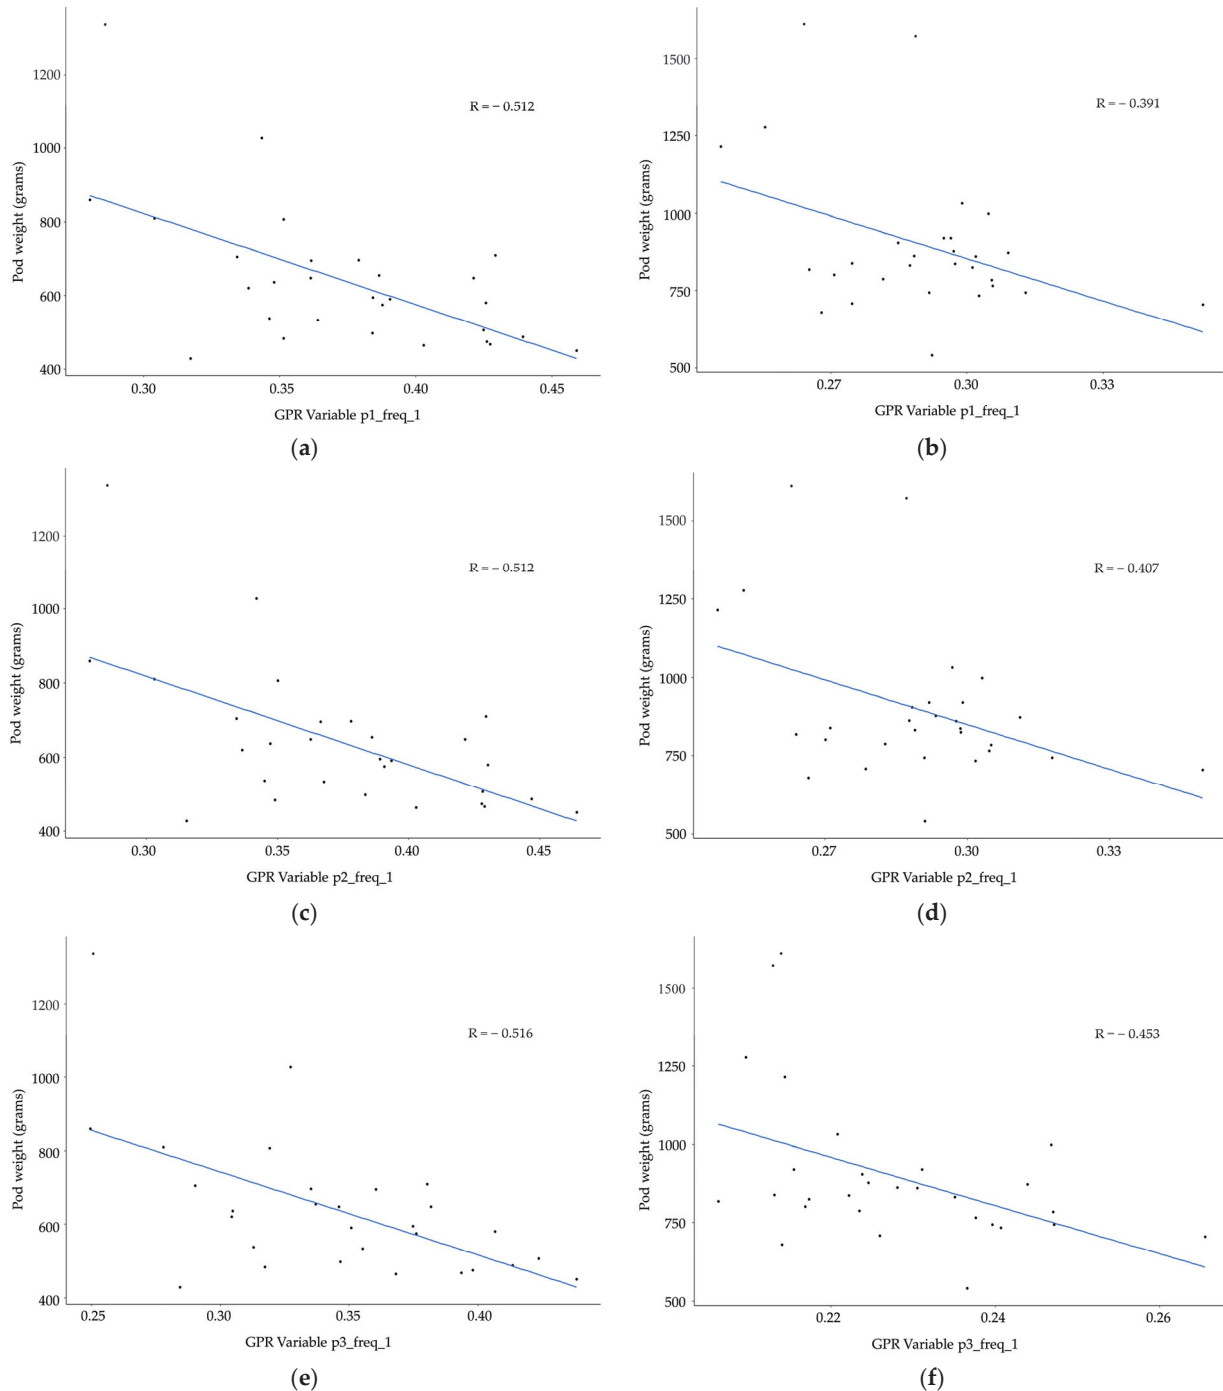 1200
1000
800
600
400
Pod weight (grams)
R = − 0.512
0.30 0.35 0.40 0.45
GPR Variable p1_freq_1
(a)
1500
1250
1000
750
500
Pod weight (grams)
R = − 0.391
0.27 0.30 0.33
GPR Variable p1_freq_1
(b)
1200
1000
800
600
400
Pod weight (grams)
R = − 0.512
0.30 0.35 0.40 0.45
GPR Variable p2_freq_1
(c)
1500
1250
1000
750
500
Pod weight (grams)
R = − 0.407
0.27 0.30 0.33
GPR Variable p2_freq_1
(d)
1200
1000
800
600
400
Pod weight (grams)
R = − 0.516
0.25 0.30 0.35 0.40
GPR Variable p3_freq_1
(e)
1500
1250
1000
750
500
Pod weight (grams)
R = − 0.453
0.22 0.24 0.26
GPR Variable p3_freq_1
(f)